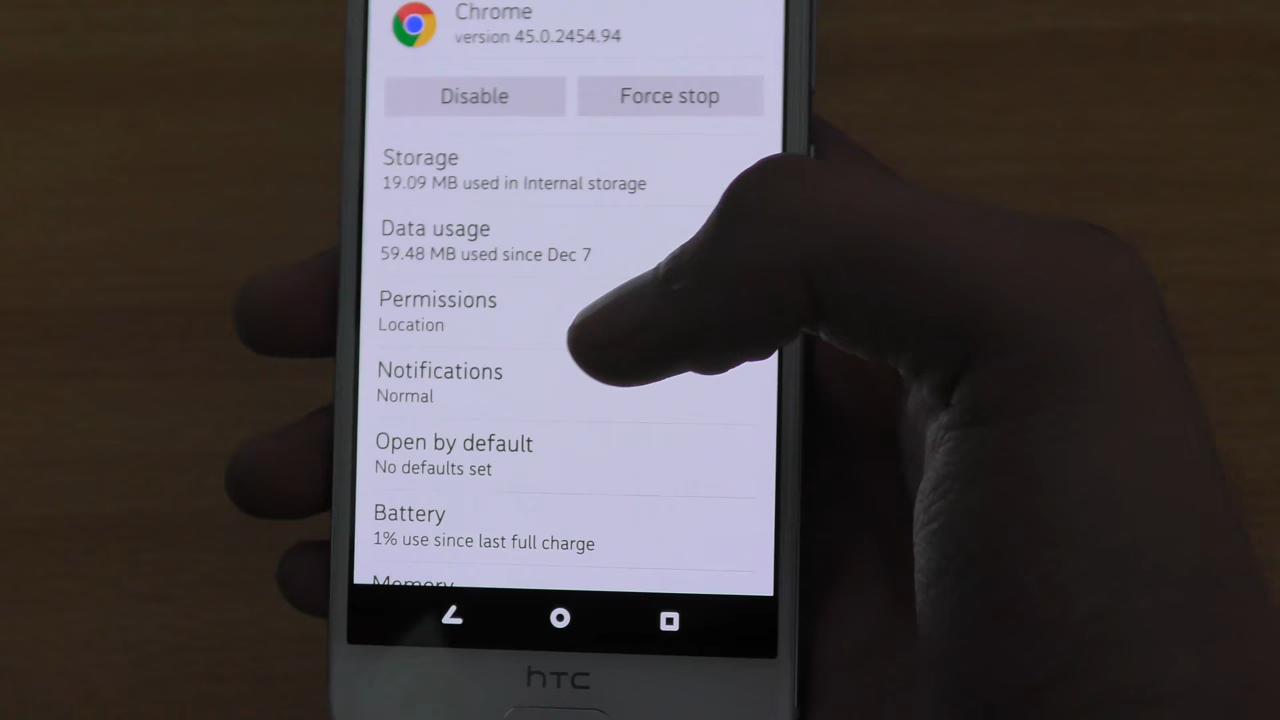 Chrome
version 45.0.2454.94
Disable
Force stop
Storage
19.09 MB used in Internal storage
Data usage
59.48 MB used since Dec 7
Permissions
Location
Notifications
Normal
Open by default
No defaults set
Battery
1% use since last full charge
Memory
hTC